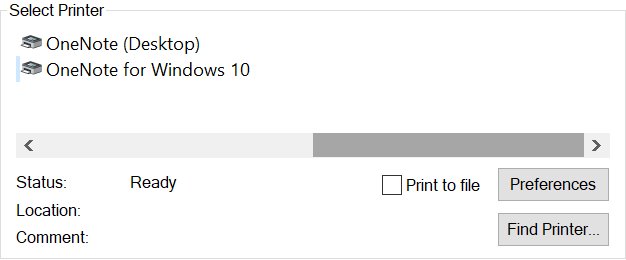 Select Printer
OneNote (Desktop)
OneNote for Windows 10
Status: Ready
Print to file
Preferences
Location:
Find Printer...
Comment: